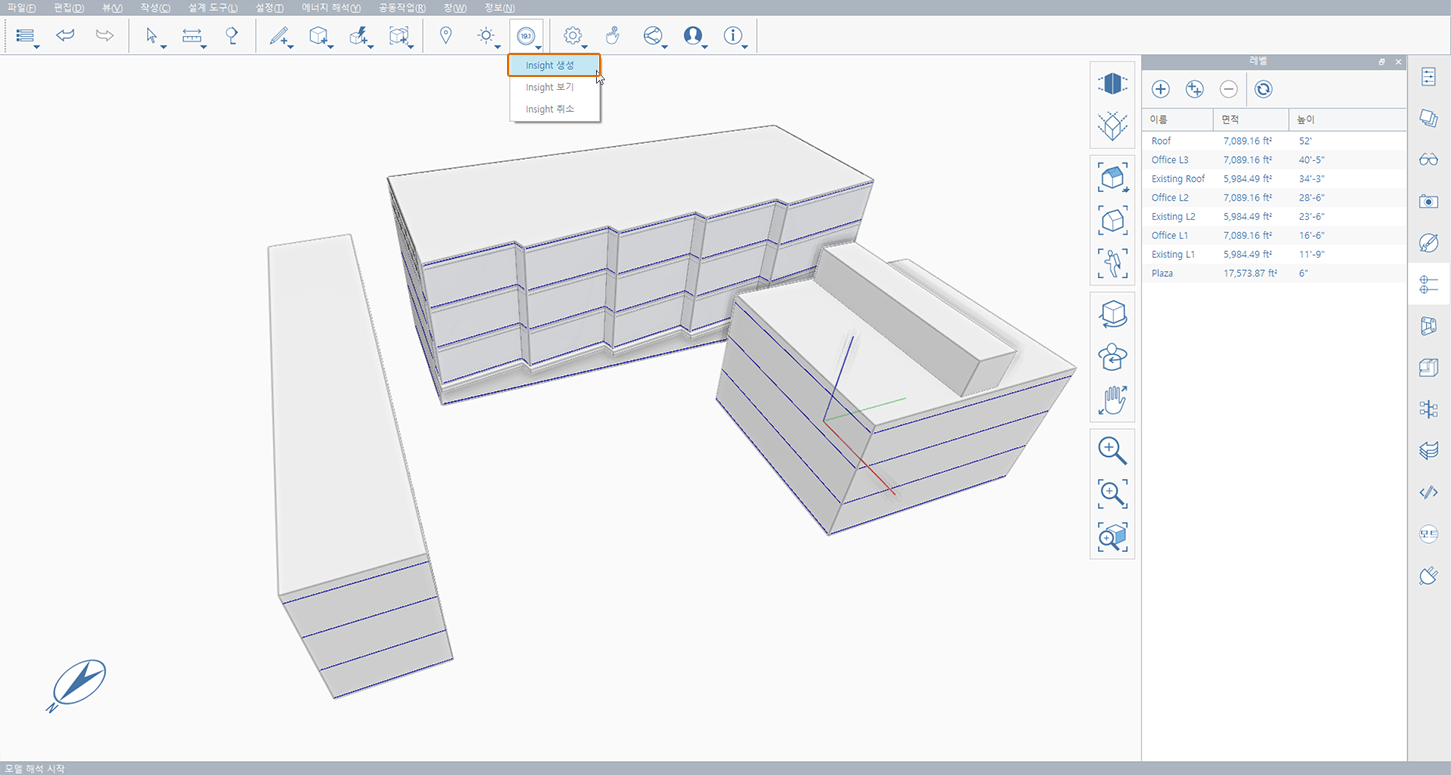 파일(F) 편집(D) 뷰(V) 작성(C) 설계 도구(L) 설정(T) 에너지 해석(Y) 공동작업(R) 창(W) 정보(N)
19.1
Insight 생성
Insight 보기
Insight 취소
레벨
이름 면적 높이
Roof 7,089.16 ft² 52'
Office L3 7,089.16 ft² 40'-5"
Existing Roof 5,984.49 ft² 34'-3"
Office L2 7,089.16 ft² 28'-6"
Existing L2 5,984.49 ft² 23'-6"
Office L1 7,089.16 ft² 16'-6"
Existing L1 5,984.49 ft² 11'-9"
Plaza 17,573.87 ft² 6"
모드
N
모델 해석 시작